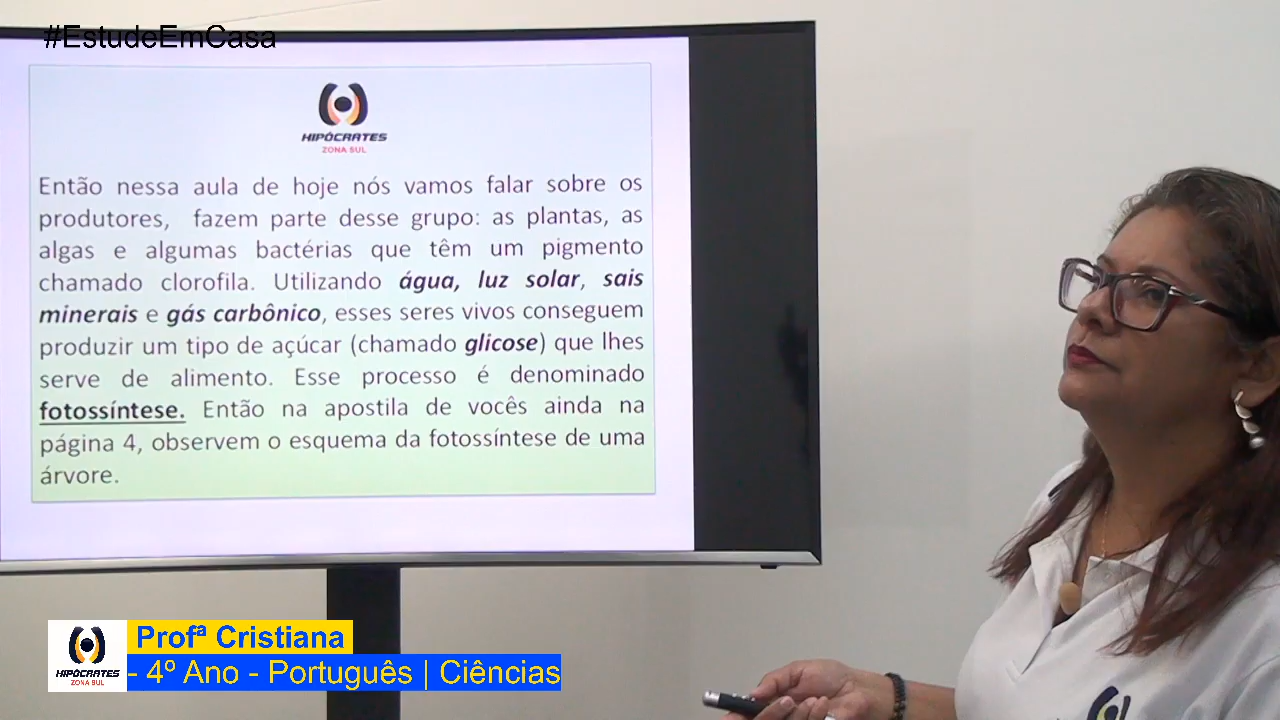 #EstudeEmCasa
HIPÓCRATES
ZONA SUL
Então nessa aula de hoje nós vamos falar sobre os
produtores, fazem parte desse grupo: as plantas, as
algas e algumas bactérias que têm um pigmento
chamado clorofila. Utilizando água, luz solar, sais
minerais e gás carbônico, esses seres vivos conseguem
produzir um tipo de açúcar (chamado glicose) que lhes
serve de alimento. Esse processo é denominado
fotossíntese. Então na apostila de vocês ainda na
página 4, observem o esquema da fotossíntese de uma
árvore.
HIPÓCRATES
ZONA SUL
Profª Cristiana
- 4º Ano - Português | Ciências